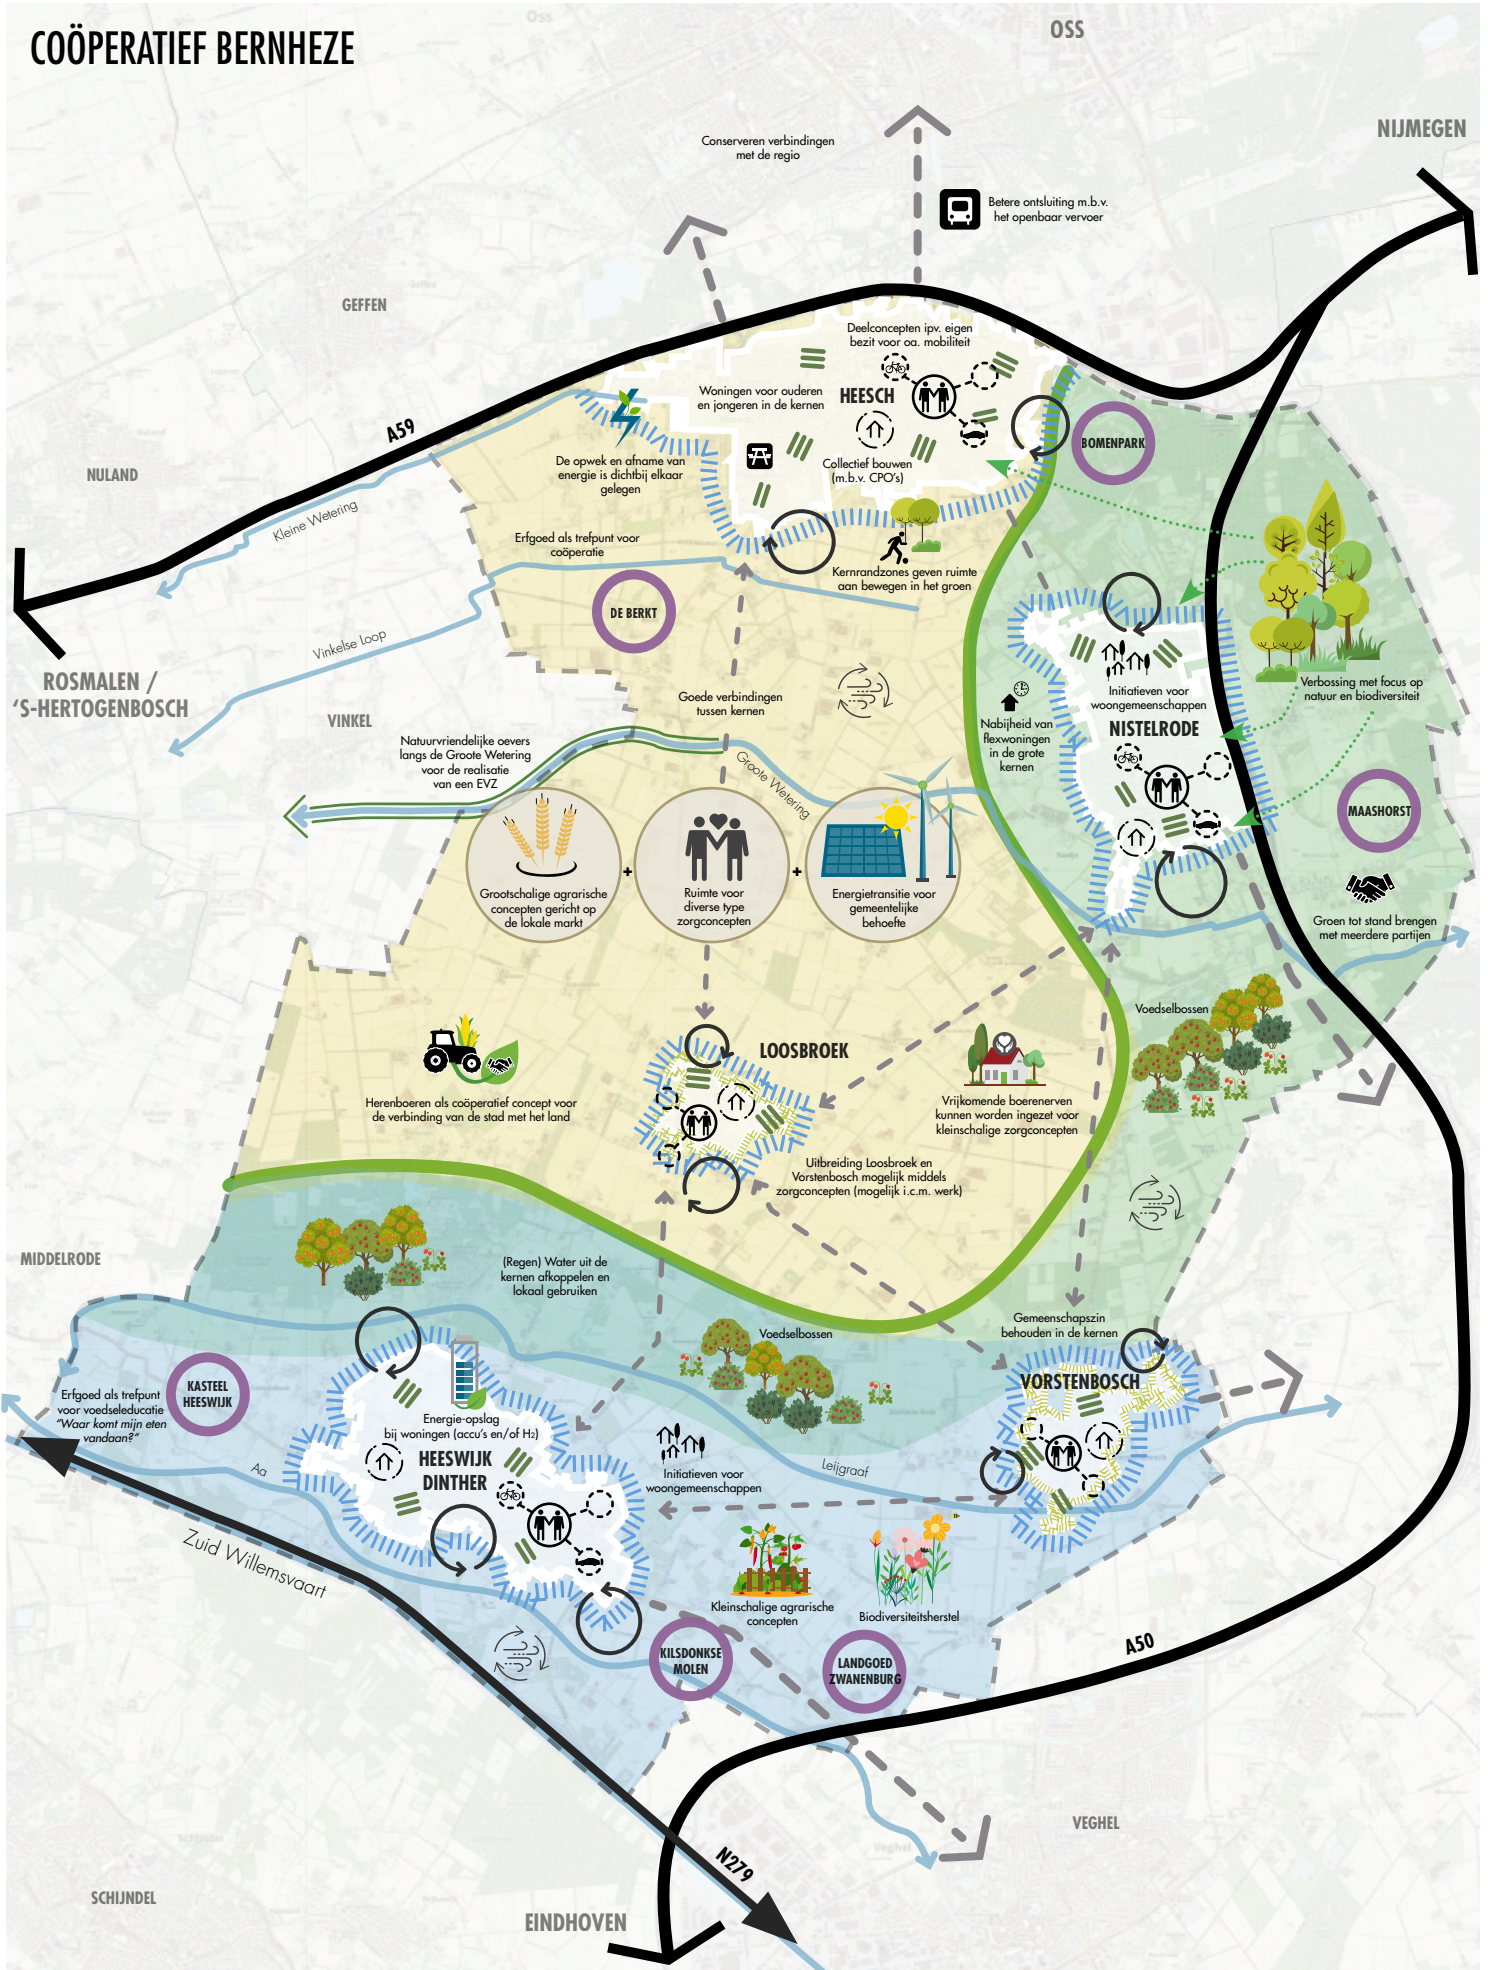 COÖPERATIEF BERNHEZE
Oss
OSS
NIJMEGEN
Conserveren verbindingen
met de regio
Betere ontsluiting m.b.v.
het openbaar vervoer
GEFFEN
Geffen
Deelconcepten ipv. eigen
bezit voor oa. mobiliteit
Woningen voor ouderen
en jongeren in de kernen
HEESCH
A59
BOMENPARK
De opwek en afname van
energie is dichtbij elkaar
gelegen
Collectief bouwen
(m.b.v. CPO's)
NULAND
Kleine Wetering
Erfgoed als trefpunt voor
coöperatie
Kernrandzones geven ruimte
aan bewegen in het groen
DE BERKT
Vinkelse Loop
ROSMALEN /
‘S-HERTOGENBOSCH
VINKEL
Goede verbindingen
tussen kernen
Initiatieven voor
woongemeenschappen
NISTELRODE
Verbossing met focus op
natuur en biodiversiteit
Nabijheid van
flexwoningen
in de grote
kernen
Natuurvriendelijke oevers
langs de Groote Wetering
voor de realisatie
van een EVZ
Groote Wetering
MAASHORST
Grootschalige agrarische
concepten gericht op
de lokale markt
+
Ruimte voor
diverse type
zorgconcepten
+
Energietransitie voor
gemeentelijke
behoefte
Groen tot stand brengen
met meerdere partijen
Voedselbossen
LOOSBROEK
Herenboeren als coöperatief concept voor
de verbinding van de stad met het land
Vrijkomende boerenerven
kunnen worden ingezet voor
kleinschalige zorgconcepten
Uitbreiding Loosbroek en
Vorstenbosch mogelijk middels
zorgconcepten (mogelijk i.c.m. werk)
MIDDELRODE
(Regen) Water uit de
kernen afkoppelen en
lokaal gebruiken
Gemeenschapszin
behouden in de kernen
Voedselbossen
KASTEEL
HEESWIJK
Erfgoed als trefpunt
voor voedseleducatie
“Waar komt mijn eten
vandaan?”
VORSTENBOSCH
Energie-opslag
bij woningen (accu's en/of H2)
HEESWIJK
DINTHER
Aa
Initiatieven voor
woongemeenschappen
Leijgraaf
Zuid Willemsvaart
Kleinschalige agrarische
concepten
Biodiversiteitsherstel
KILSDONKSE
MOLEN
LANDGOED
ZWANENBURG
A50
VEGHEL
Veghel
Schijndel
N279
SCHIJNDEL
EINDHOVEN